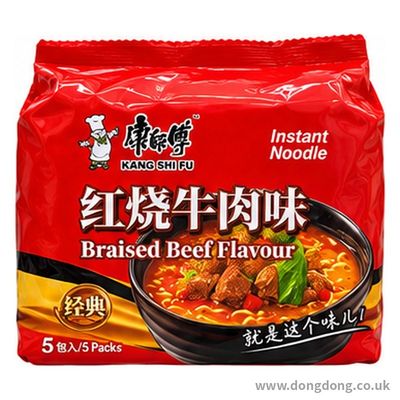 康师傅
KANG SHI FU
Instant
Noodle
红烧牛肉味
Braised Beef Flavour
经典
就是这个味儿!
5包入/5 Packs
www.dongdong.co.uk